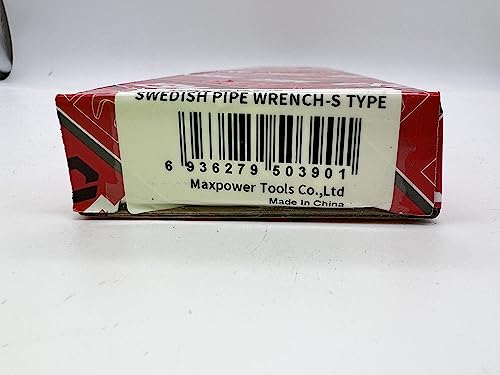 SWEDISH PIPE WRENCH-S TYPE
6 936279 503901
Maxpower Tools Co.,Ltd
Made In China